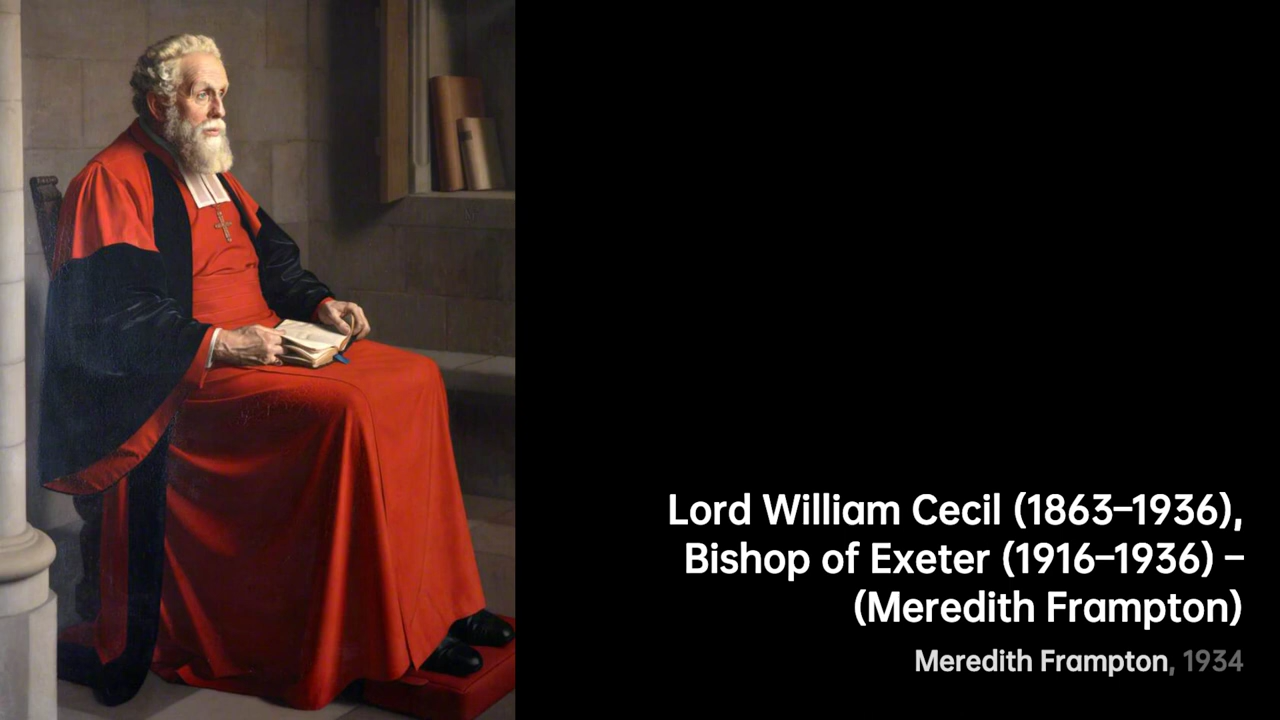 Lord William Cecil (1863–1936),
Bishop of Exeter (1916–1936) –
(Meredith Frampton)
Meredith Frampton, 1934